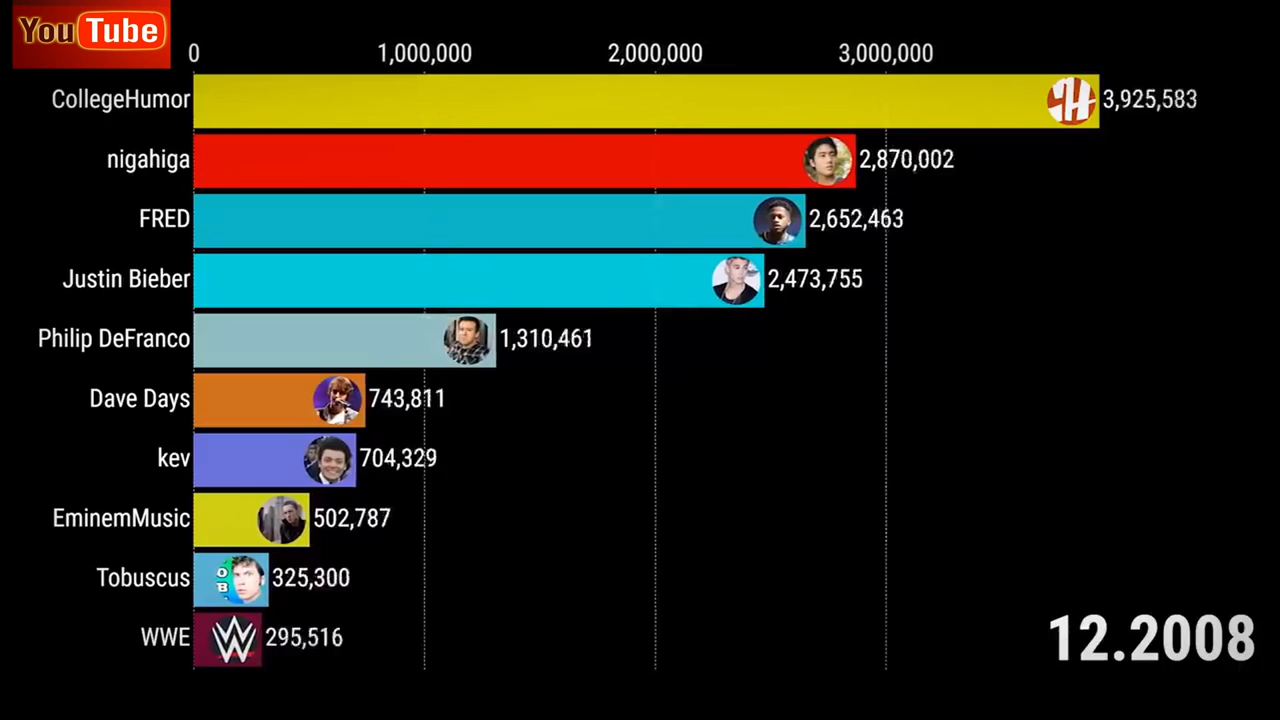 YouTube
0 1,000,000 2,000,000 3,000,000
CollegeHumor 3,925,583
nigahiga 2,870,002
FRED 2,652,463
Justin Bieber 2,473,755
Philip DeFranco 1,310,461
Dave Days 743,811
kev 704,329
EminemMusic 502,787
Tobuscus 325,300
WWE 295,516
12.2008